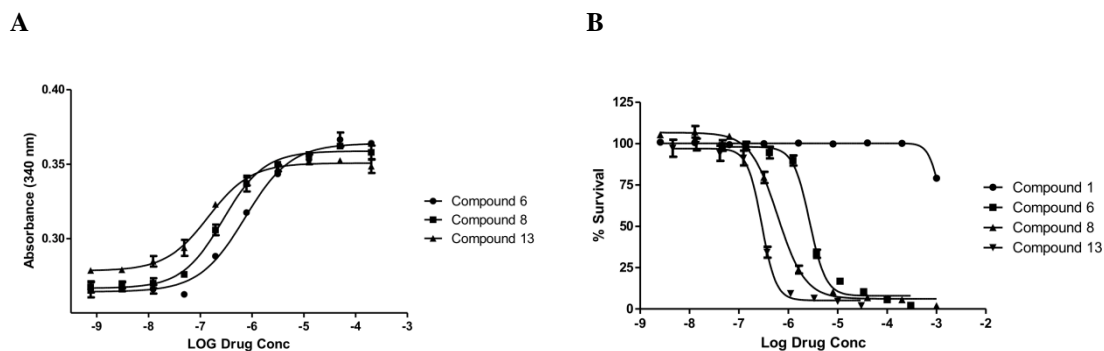 A
B
Absorbance (340 nm)
0.40
0.35
0.30
-9
-8
-7
-6
-5
-4
-3
LOG Drug Conc
Compound 6
Compound 8
Compound 13
% Survival
125
100
75
50
25
0
-9
-8
-7
-6
-5
-4
-3
-2
Log Drug Conc
Compound 1
Compound 6
Compound 8
Compound 13